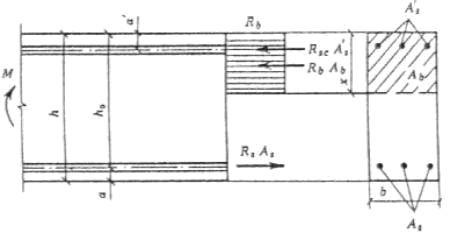 a'
R_b
A'_s
R_sc A'_s
R_b A_b
x
A_b
M
h
h_0
R_s A_s
a
b
A_s